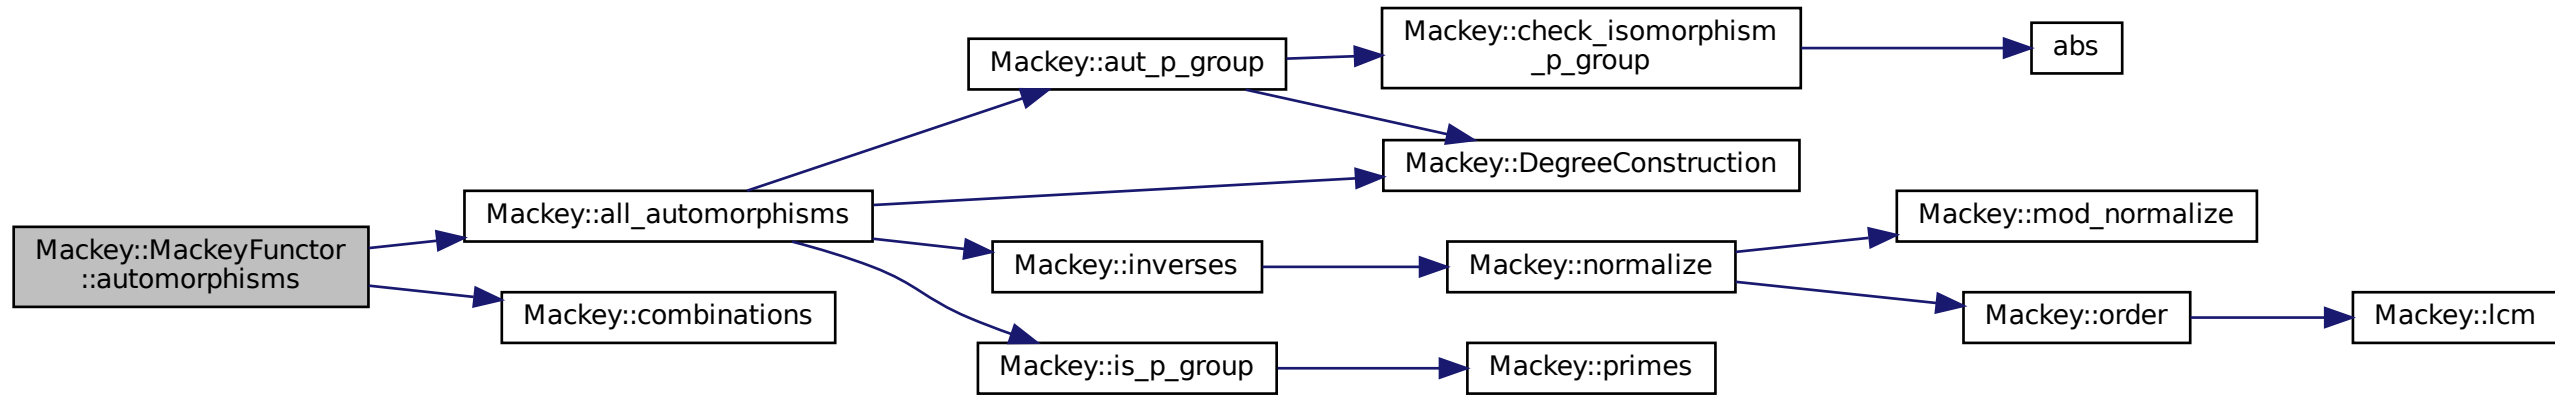 Mackey::MackeyFunctor
::automorphisms
Mackey::all_automorphisms
Mackey::combinations
Mackey::aut_p_group
Mackey::DegreeConstruction
Mackey::inverses
Mackey::is_p_group
Mackey::check_isomorphism
_p_group
abs
Mackey::normalize
Mackey::primes
Mackey::mod_normalize
Mackey::order
Mackey::lcm